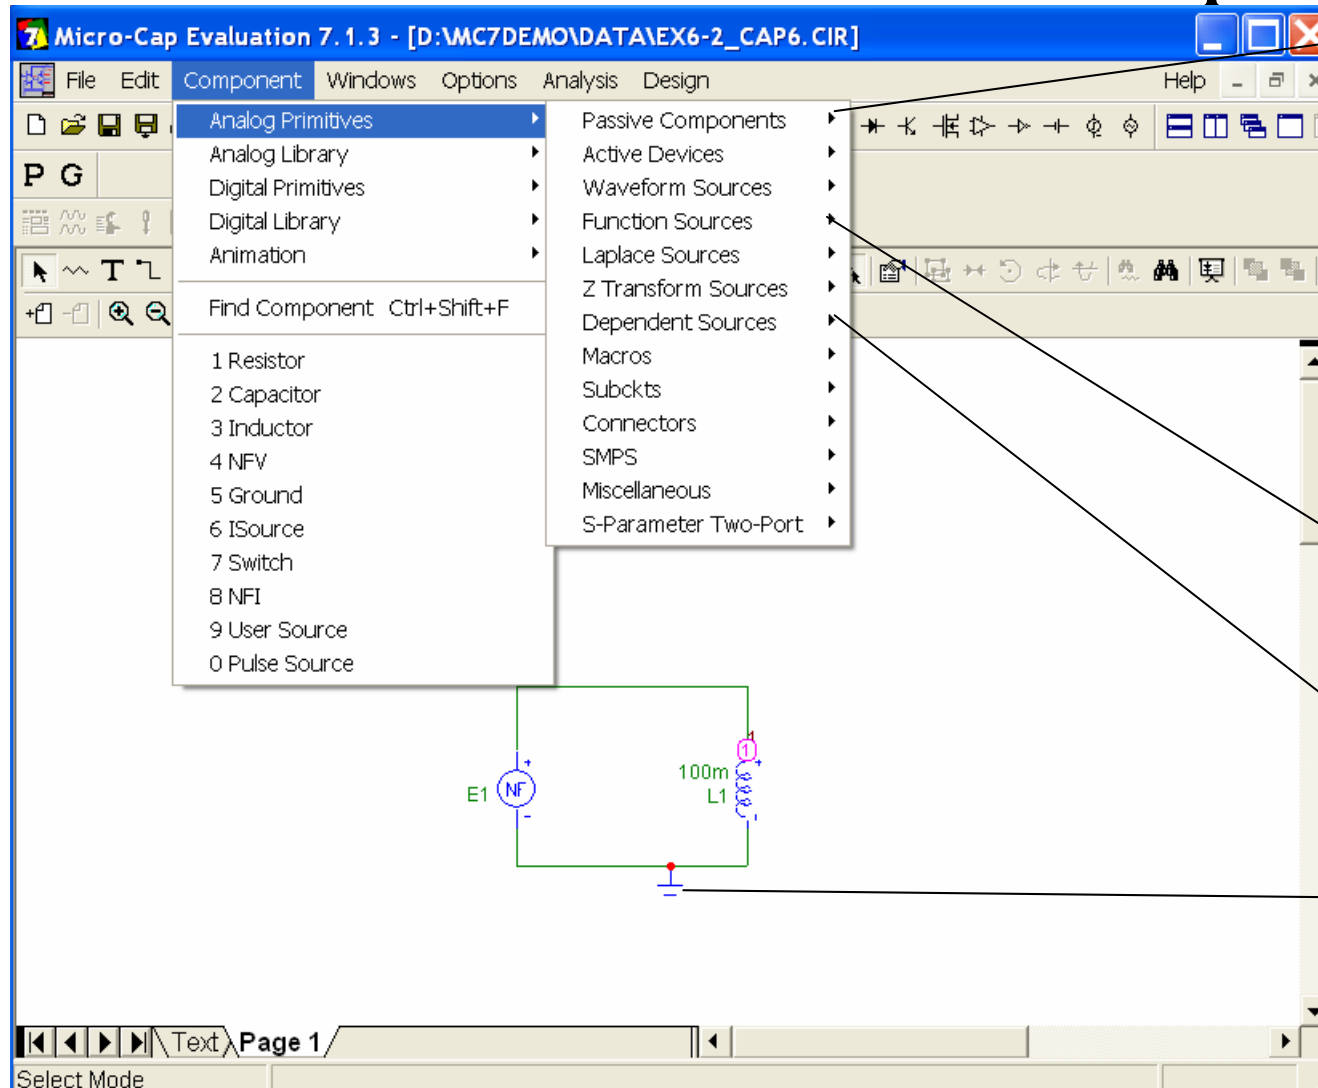 Micro-Cap Evaluation 7.1.3 - [D:\MC7DEMO\DATA\EX6-2_CAP6.CIR]
File Edit Component Windows Options Analysis Design Help
P G
T
Analog Primitives
Analog Library
Digital Primitives
Digital Library
Animation
Find Component Ctrl+Shift+F
1 Resistor
2 Capacitor
3 Inductor
4 NFV
5 Ground
6 ISource
7 Switch
8 NFI
9 User Source
0 Pulse Source
Passive Components
Active Devices
Waveform Sources
Function Sources
Laplace Sources
Z Transform Sources
Dependent Sources
Macros
Subckts
Connectors
SMPS
Miscellaneous
S-Parameter Two-Port
1
100m
L1
E1 NF
Text Page 1
Select Mode